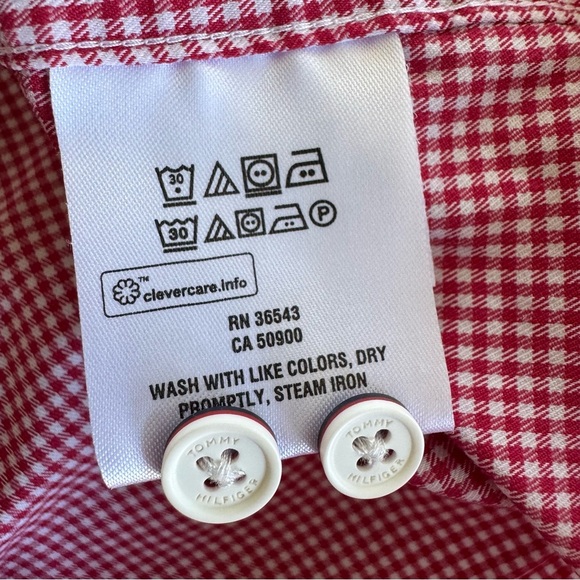 30
30 P
™ clevercare.info
RN 36543
CA 50900
WASH WITH LIKE COLORS, DRY
PROMPTLY, STEAM IRON
TOMMY
HILFIGER
TOMMY
HILFIGER